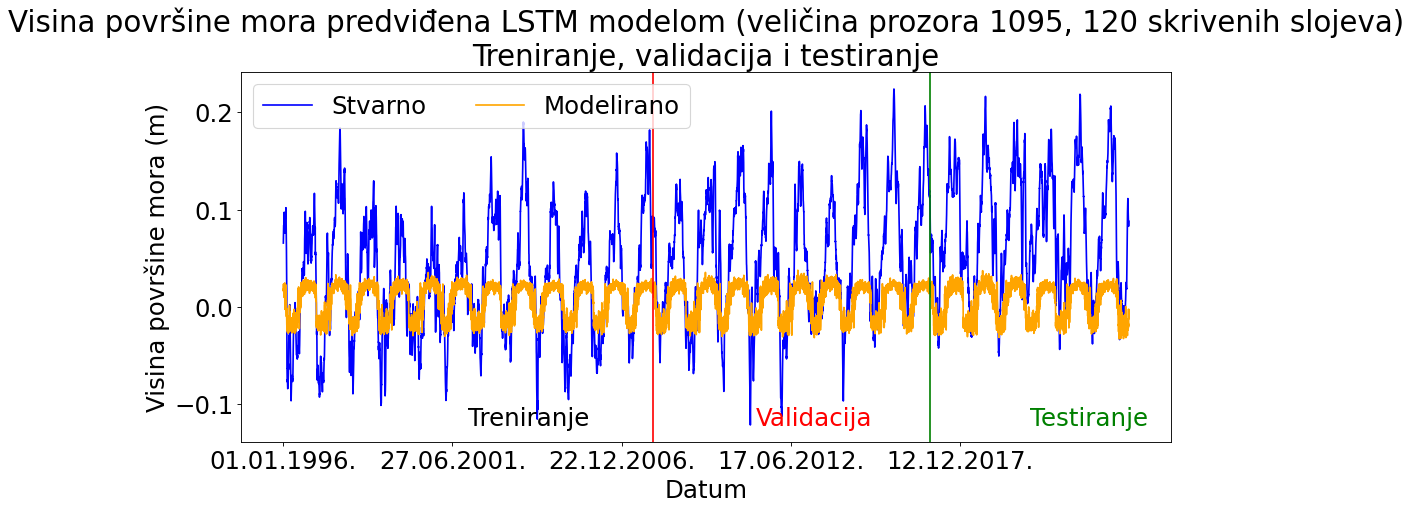 Visina površine mora predviđena LSTM modelom (veličina prozora 1095, 120 skrivenih slojeva)
Treniranje, validacija i testiranje
Stvarno
Modelirano
Visina površine mora (m)
0.2
0.1
0.0
−0.1
Treniranje
Validacija
Testiranje
01.01.1996.
27.06.2001.
22.12.2006.
17.06.2012.
12.12.2017.
Datum